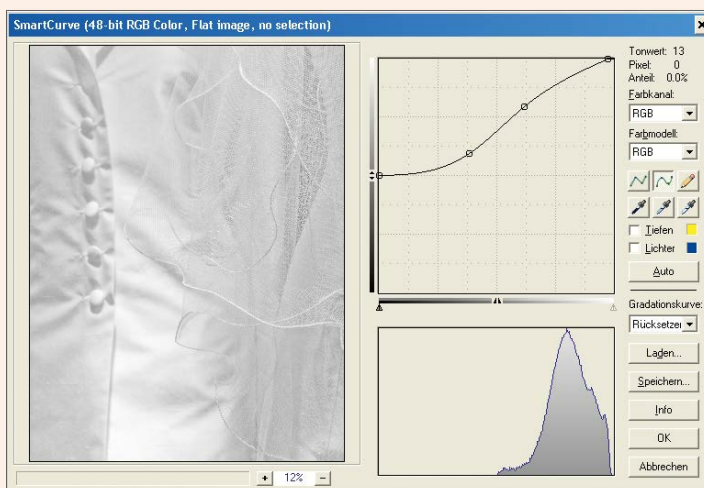 SmartCurve (48-bit RGB Color, Flat image, no selection)
Tonwert: 13
Pixel: 0
Anteil: 0.0%
Farbkanal:
RGB
Farbmodell:
RGB
Tiefen
Lichter
Auto
Gradationskurve:
Rücksetzer
Laden...
Speichern...
Info
OK
Abbrechen
+ 12% −